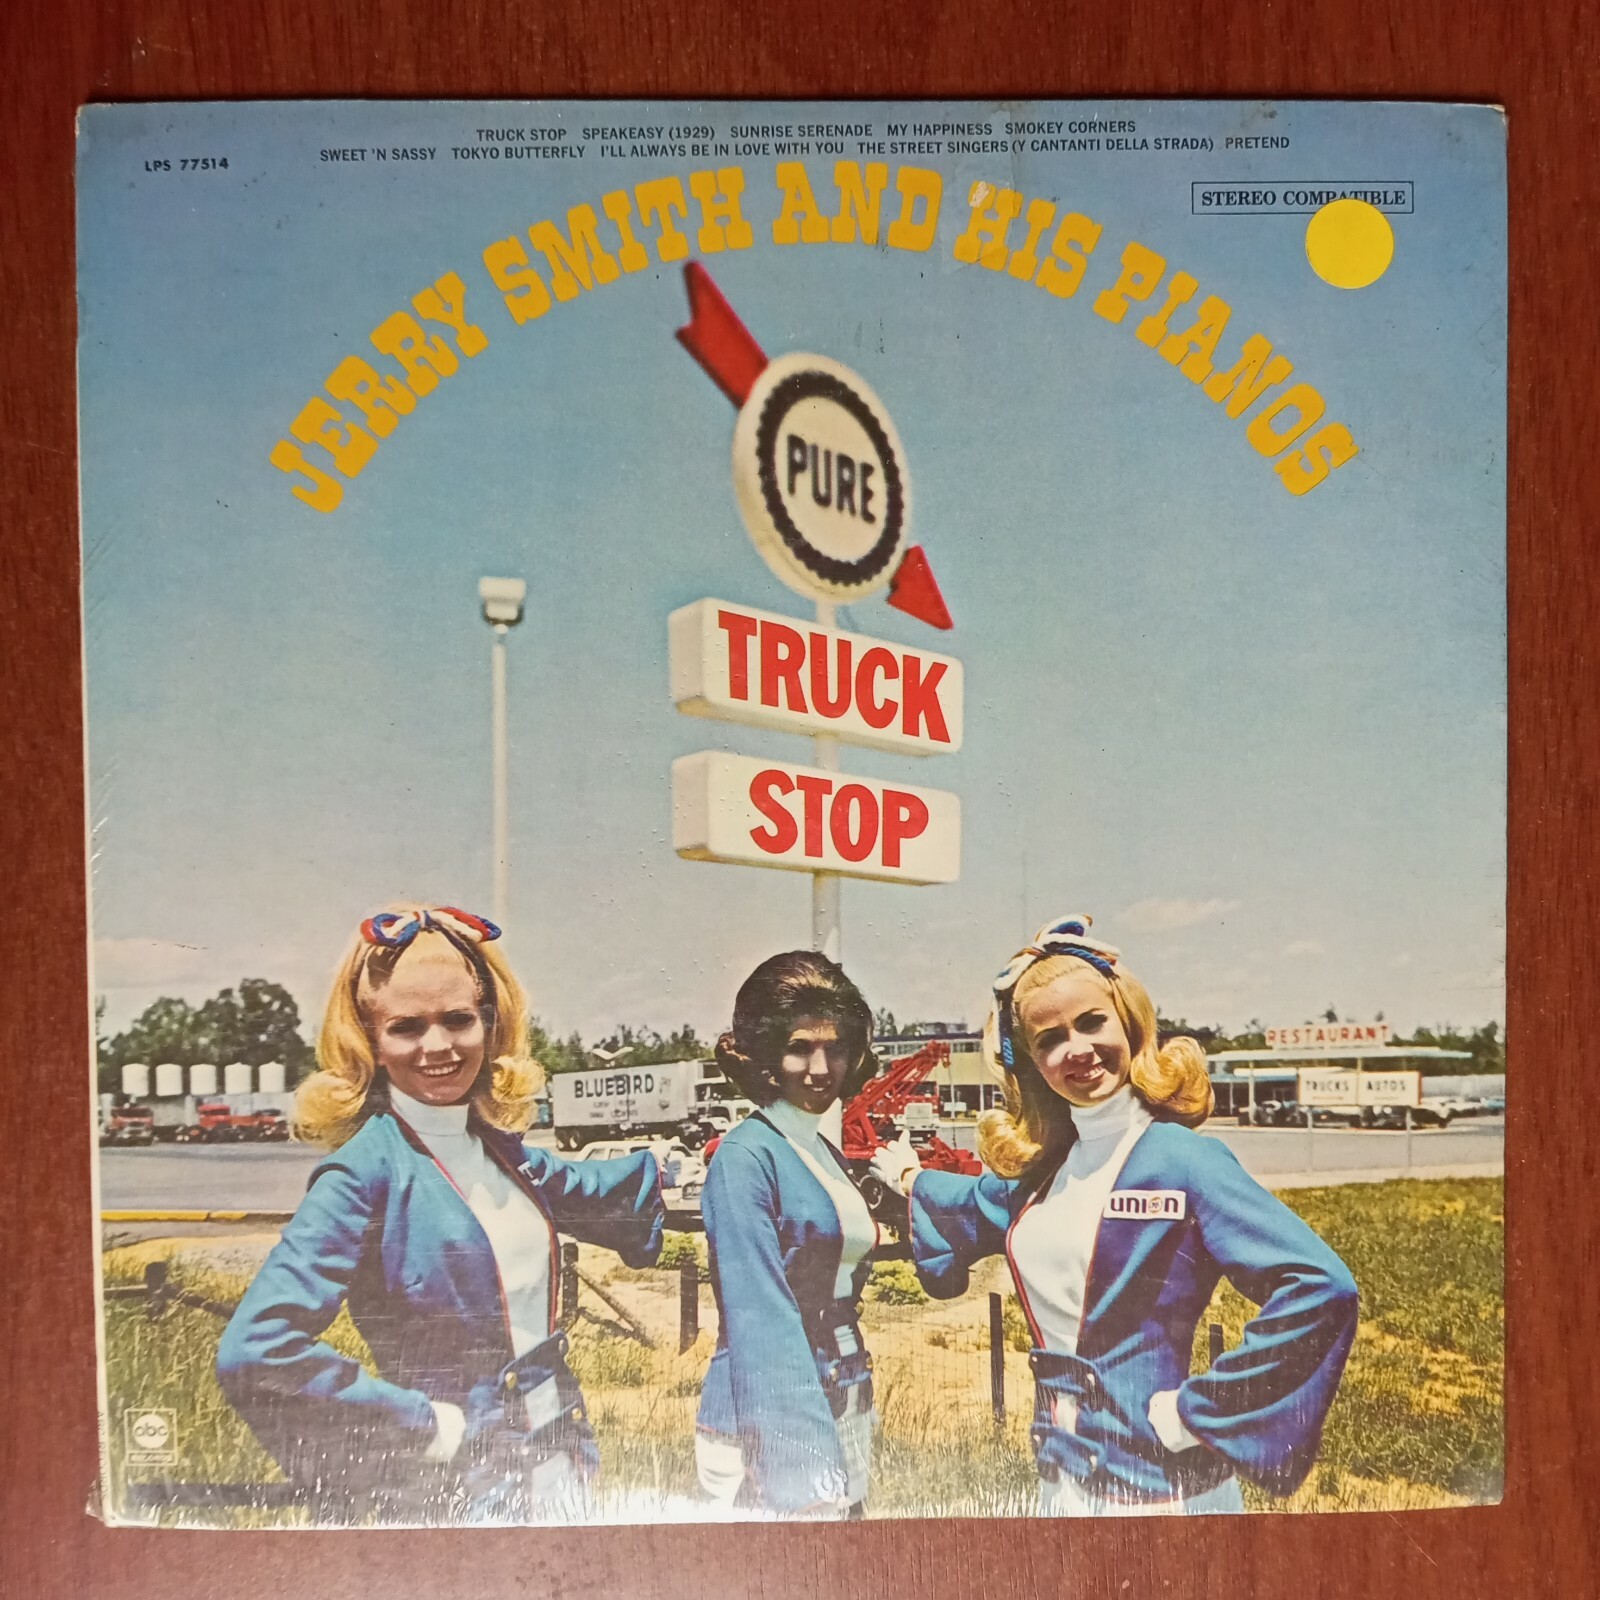 TRUCK STOP SPEAKEASY (1929) SUNRISE SERENADE MY HAPPINESS SMOKEY CORNERS
SWEET 'N SASSY TOKYO BUTTERFLY I'LL ALWAYS BE IN LOVE WITH YOU THE STREET SINGERS (Y CANTANTI DELLA STRADA) PRETEND
LPS 77514
STEREO COMPATIBLE
JERRY SMITH AND HIS PIANOS
PURE
TRUCK
STOP
RESTAURANT
BLUEBIRD
TRUCKS AUTOS
union
abc
RECORDS